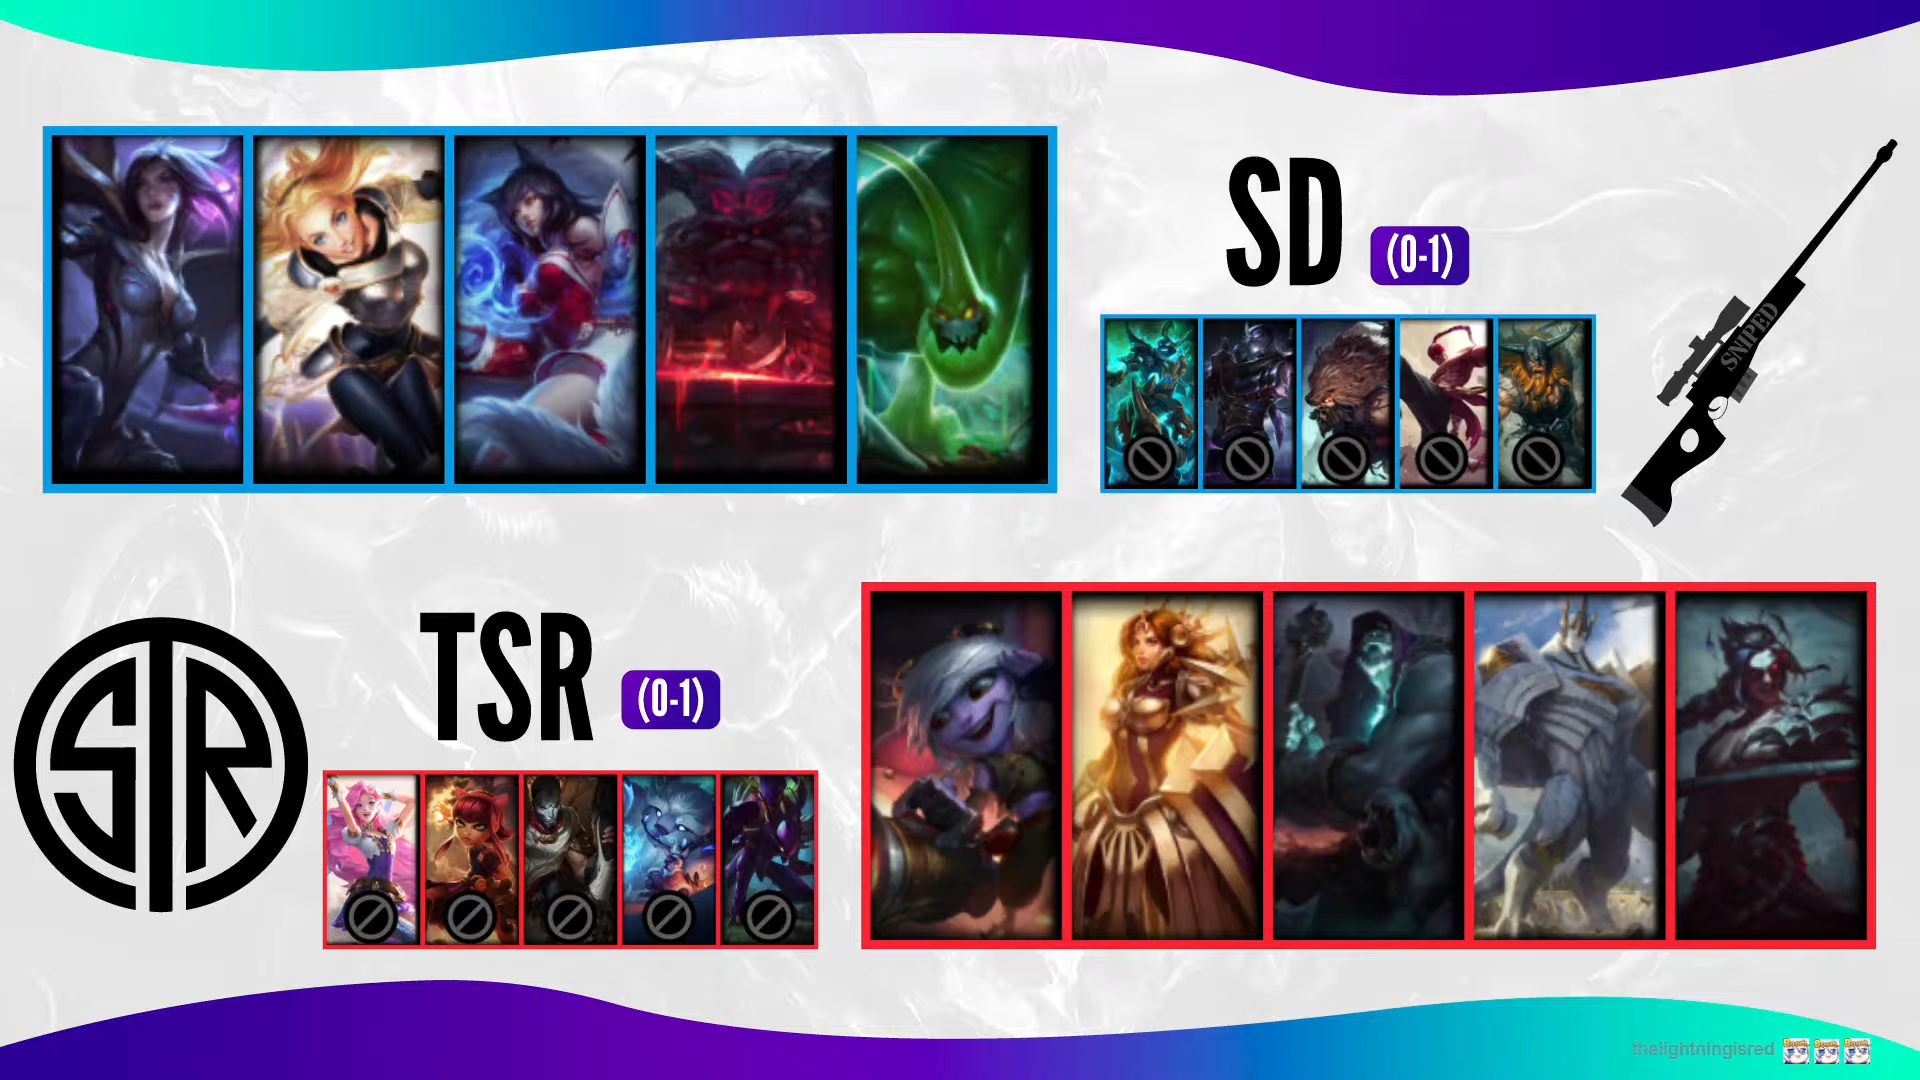 SD
(0-1)
SNIPED
TSR
(0-1)
thelightningisred